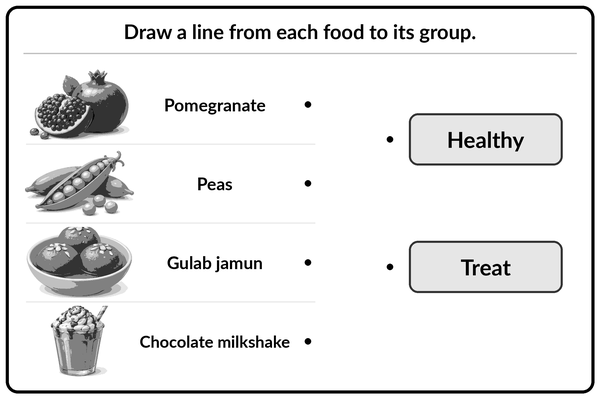 Draw a line from each food to its group.
Pomegranate
Peas
Gulab jamun
Chocolate milkshake
Healthy
Treat